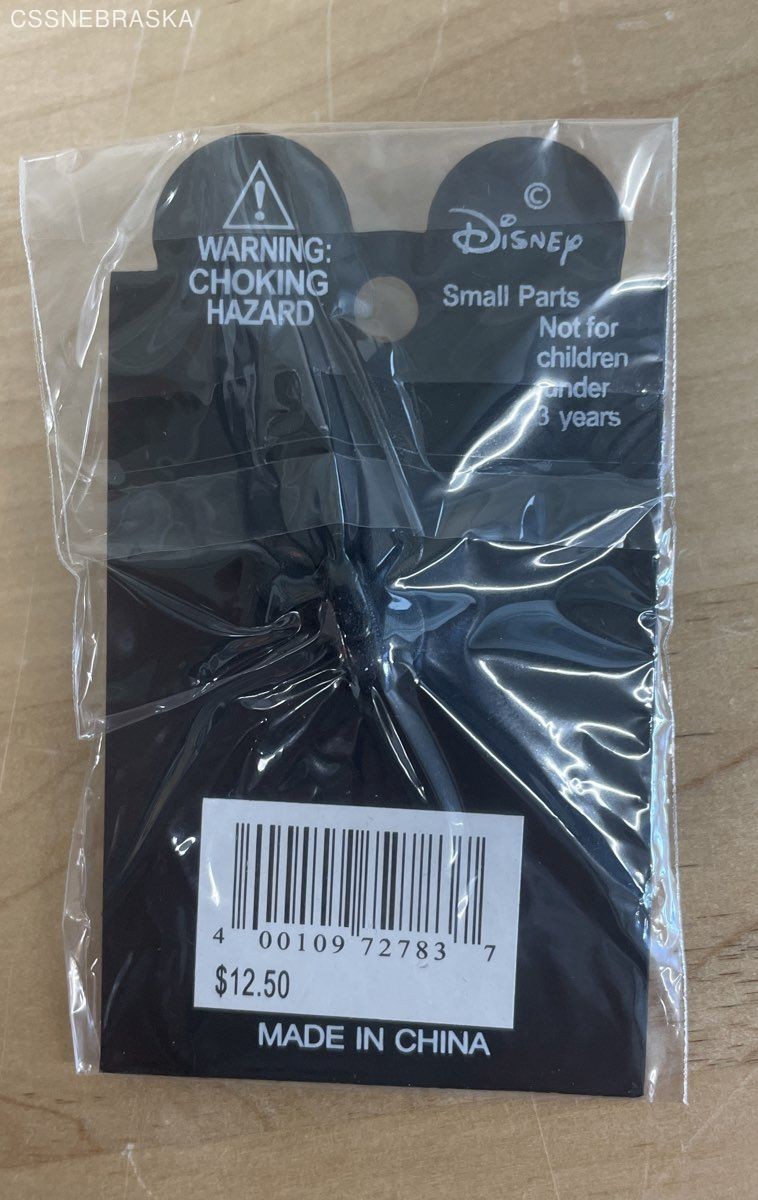 CSSNEBRASKA
WARNING:
CHOKING
HAZARD
©
Disney
Small Parts
Not for
children
under
3 years
4 00109 72783 7
$12.50
MADE IN CHINA